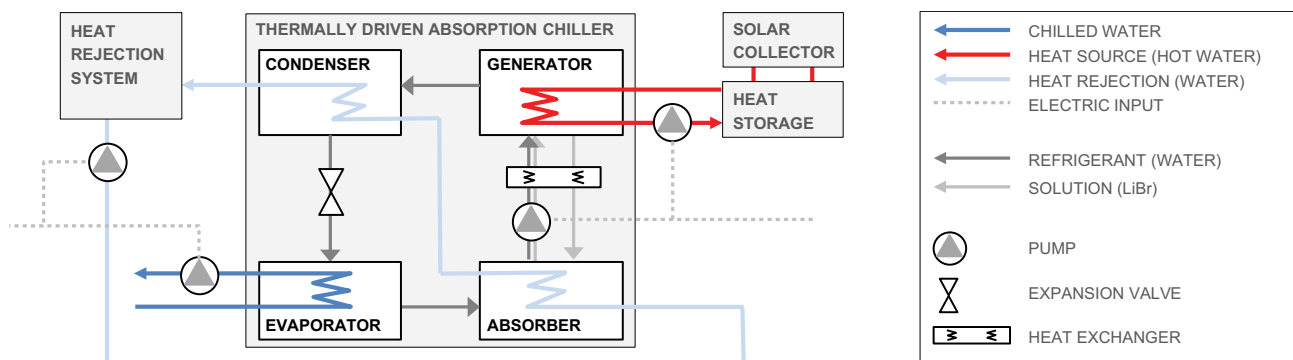 HEAT
REJECTION
SYSTEM
THERMALLY DRIVEN ABSORPTION CHILLER
CONDENSER
GENERATOR
SOLAR
COLLECTOR
HEAT
STORAGE
EVAPORATOR
ABSORBER
CHILLED WATER
HEAT SOURCE (HOT WATER)
HEAT REJECTION (WATER)
ELECTRIC INPUT
REFRIGERANT (WATER)
SOLUTION (LiBr)
PUMP
EXPANSION VALVE
HEAT EXCHANGER